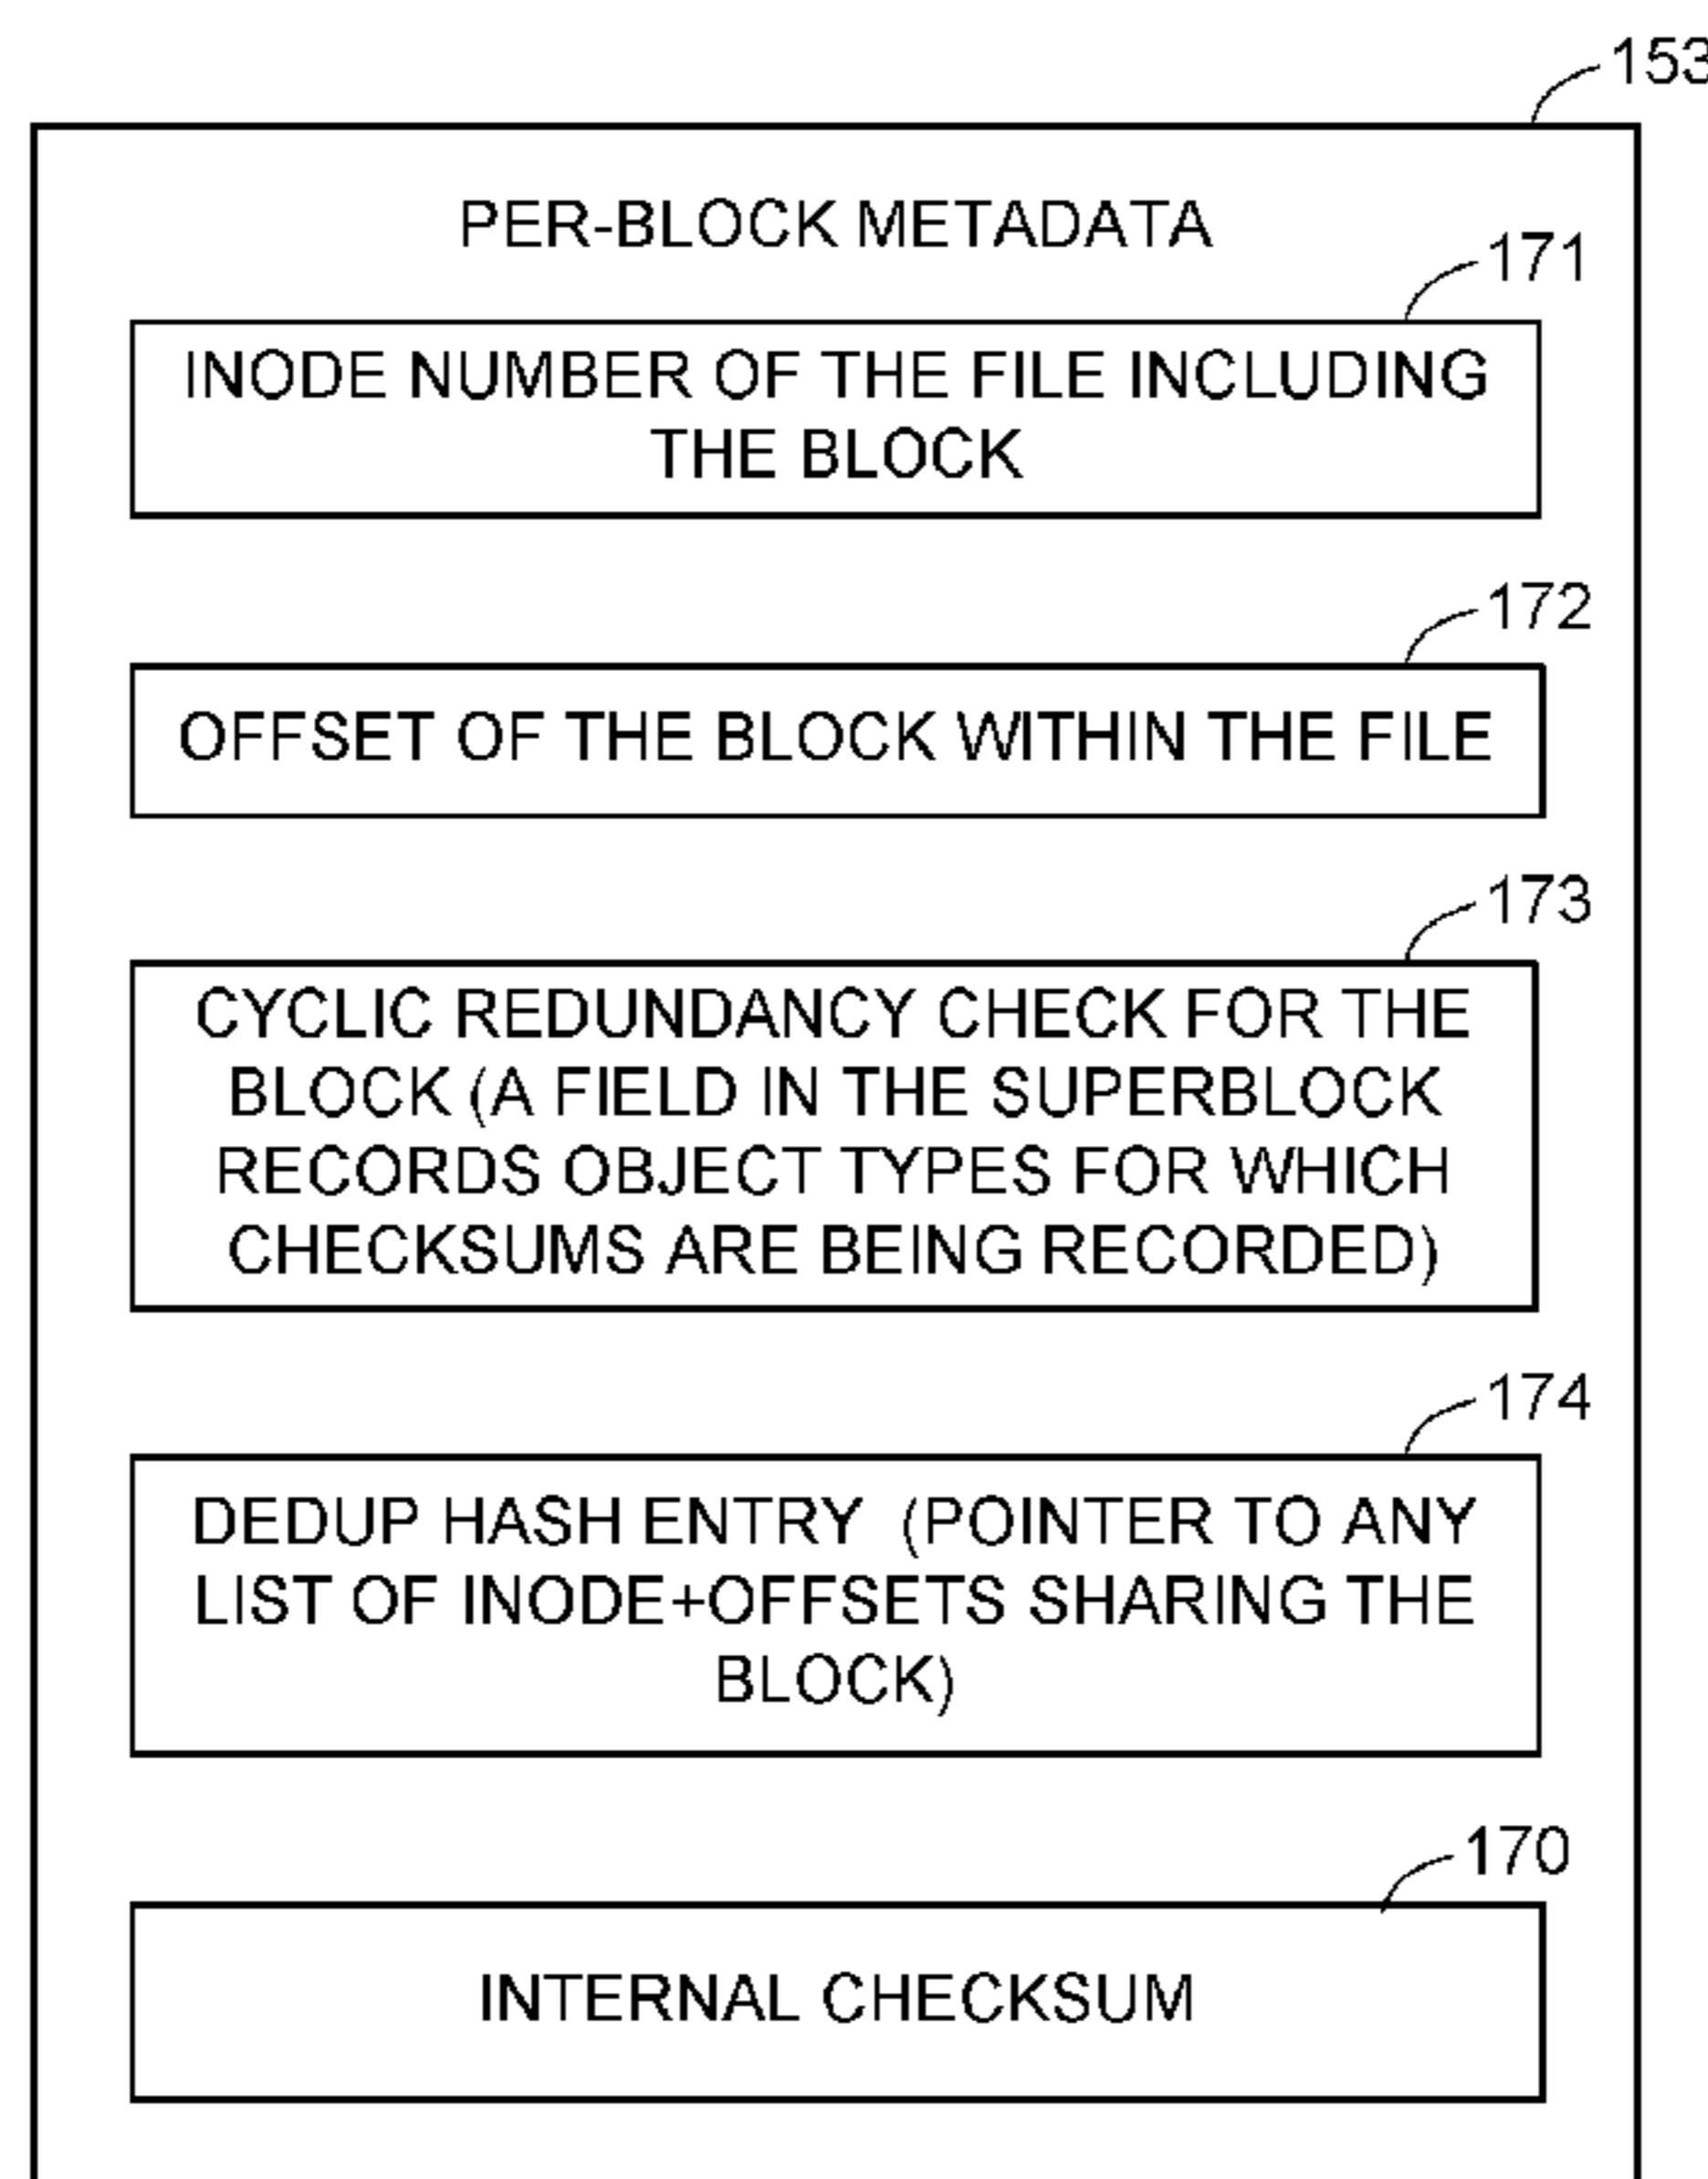 153
PER-BLOCK METADATA
171
INODE NUMBER OF THE FILE INCLUDING
THE BLOCK
172
OFFSET OF THE BLOCK WITHIN THE FILE
173
CYCLIC REDUNDANCY CHECK FOR THE
BLOCK (A FIELD IN THE SUPERBLOCK
RECORDS OBJECT TYPES FOR WHICH
CHECKSUMS ARE BEING RECORDED)
174
DEDUP HASH ENTRY (POINTER TO ANY
LIST OF INODE+OFFSETS SHARING THE
BLOCK)
170
INTERNAL CHECKSUM